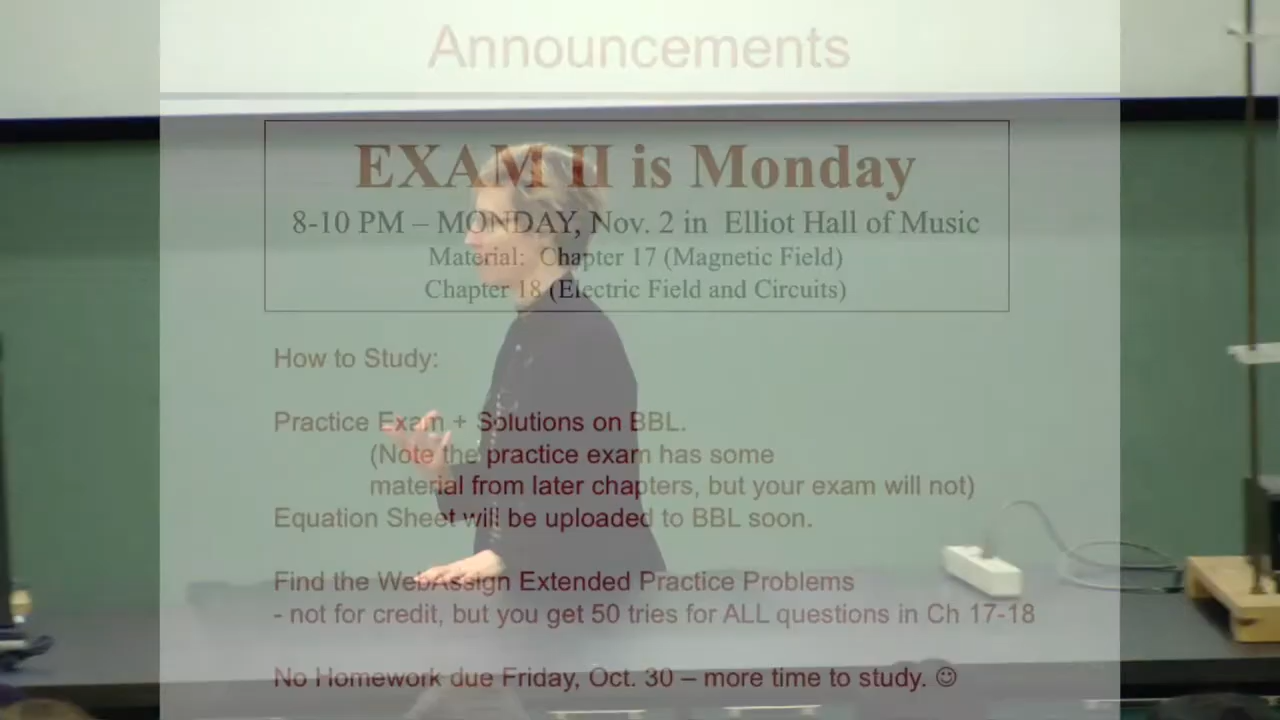 Announcements
EXAM II is Monday
8-10 PM – MONDAY, Nov. 2 in Elliot Hall of Music
Material: Chapter 17 (Magnetic Field)
Chapter 18 (Electric Field and Circuits)
How to Study:
Practice Exam + Solutions on BBL.
(Note the practice exam has some
material from later chapters, but your exam will not)
Equation Sheet will be uploaded to BBL soon.
Find the WebAssign Extended Practice Problems
- not for credit, but you get 50 tries for ALL questions in Ch 17-18
No Homework due Friday, Oct. 30 – more time to study. ☺